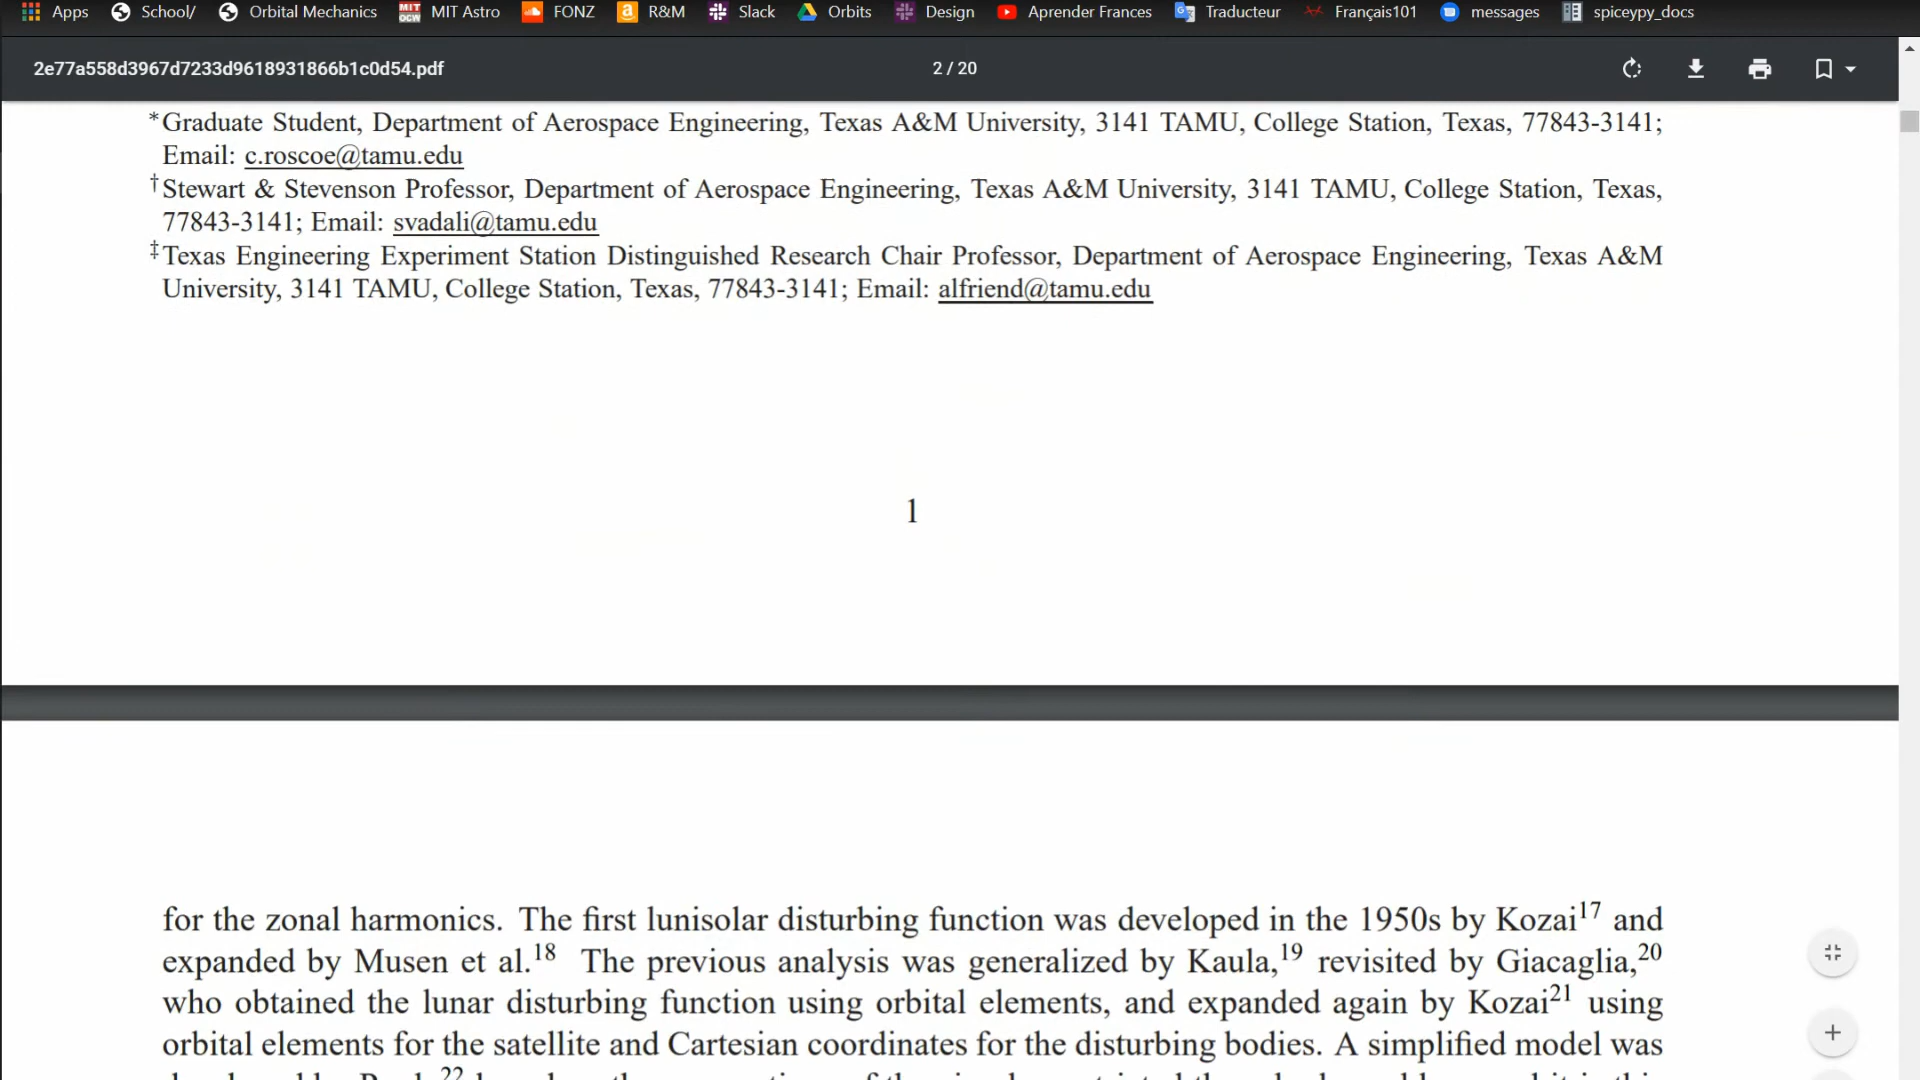 Apps School/ Orbital Mechanics MIT OCW MIT Astro FONZ R&M Slack Orbits Design Aprender Frances Traducteur Français101 messages spiceypy_docs
2e77a558d3967d7233d9618931866b1c0d54.pdf 2 / 20
*Graduate Student, Department of Aerospace Engineering, Texas A&M University, 3141 TAMU, College Station, Texas, 77843-3141;
Email: c.roscoe@tamu.edu
†Stewart & Stevenson Professor, Department of Aerospace Engineering, Texas A&M University, 3141 TAMU, College Station, Texas,
77843-3141; Email: svadali@tamu.edu
‡Texas Engineering Experiment Station Distinguished Research Chair Professor, Department of Aerospace Engineering, Texas A&M
University, 3141 TAMU, College Station, Texas, 77843-3141; Email: alfriend@tamu.edu
1
for the zonal harmonics. The first lunisolar disturbing function was developed in the 1950s by Kozai17 and
expanded by Musen et al.18 The previous analysis was generalized by Kaula,19 revisited by Giacaglia,20
who obtained the lunar disturbing function using orbital elements, and expanded again by Kozai21 using
orbital elements for the satellite and Cartesian coordinates for the disturbing bodies. A simplified model was